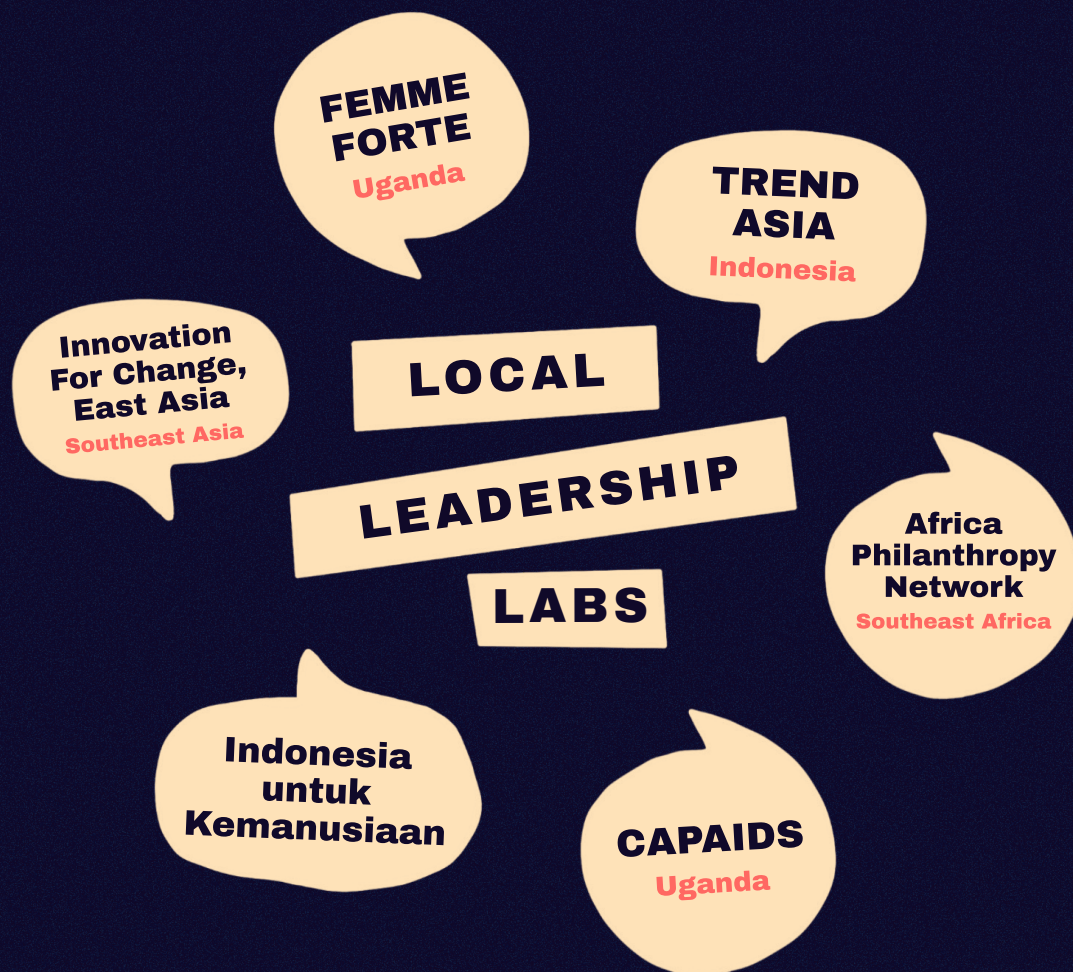 FEMME
FORTE
Uganda
TREND
ASIA
Indonesia
Innovation
For Change,
East Asia
Southeast Asia
LOCAL
LEADERSHIP
LABS
Africa
Philanthropy
Network
Southeast Africa
Indonesia
untuk
Kemanusiaan
CAPAIDS
Uganda